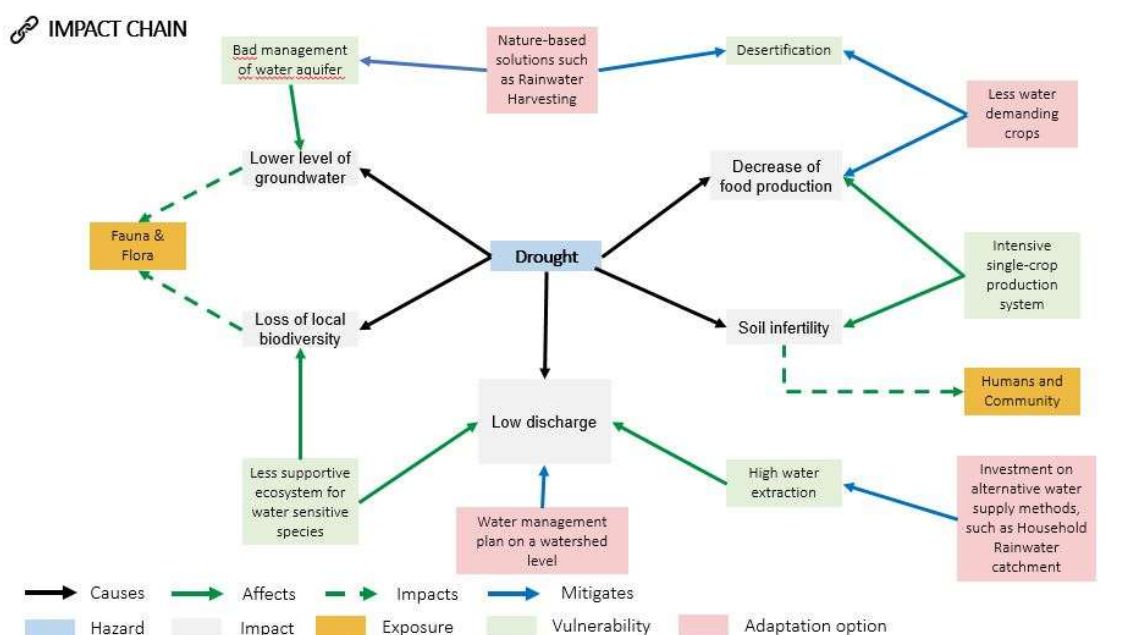 IMPACT CHAIN
Bad management
of water aquifer
Nature-based
solutions such
as Rainwater
Harvesting
Desertification
Less water
demanding
crops
Lower level of
groundwater
Decrease of
food production
Fauna &
Flora
Drought
Intensive
single-crop
production
system
Loss of local
biodiversity
Soil infertility
Humans and
Community
Low discharge
Less supportive
ecosystem for
water sensitive
species
High water
extraction
Investment on
alternative water
supply methods,
such as Household
Rainwater
catchment
Water management
plan on a watershed
level
Causes Affects Impacts Mitigates
Hazard Impact Exposure Vulnerability Adaptation option